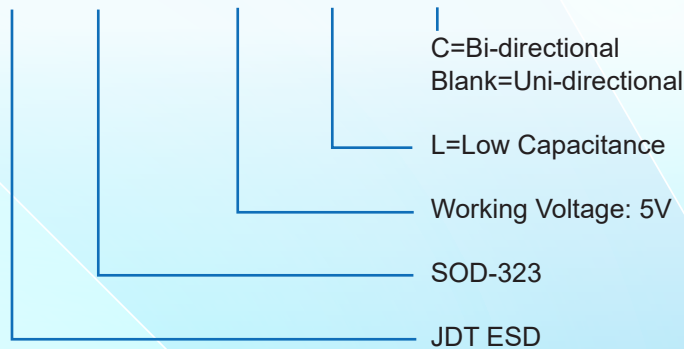 C=Bi-directional
Blank=Uni-directional
L=Low Capacitance
Working Voltage: 5V
SOD-323
JDT ESD